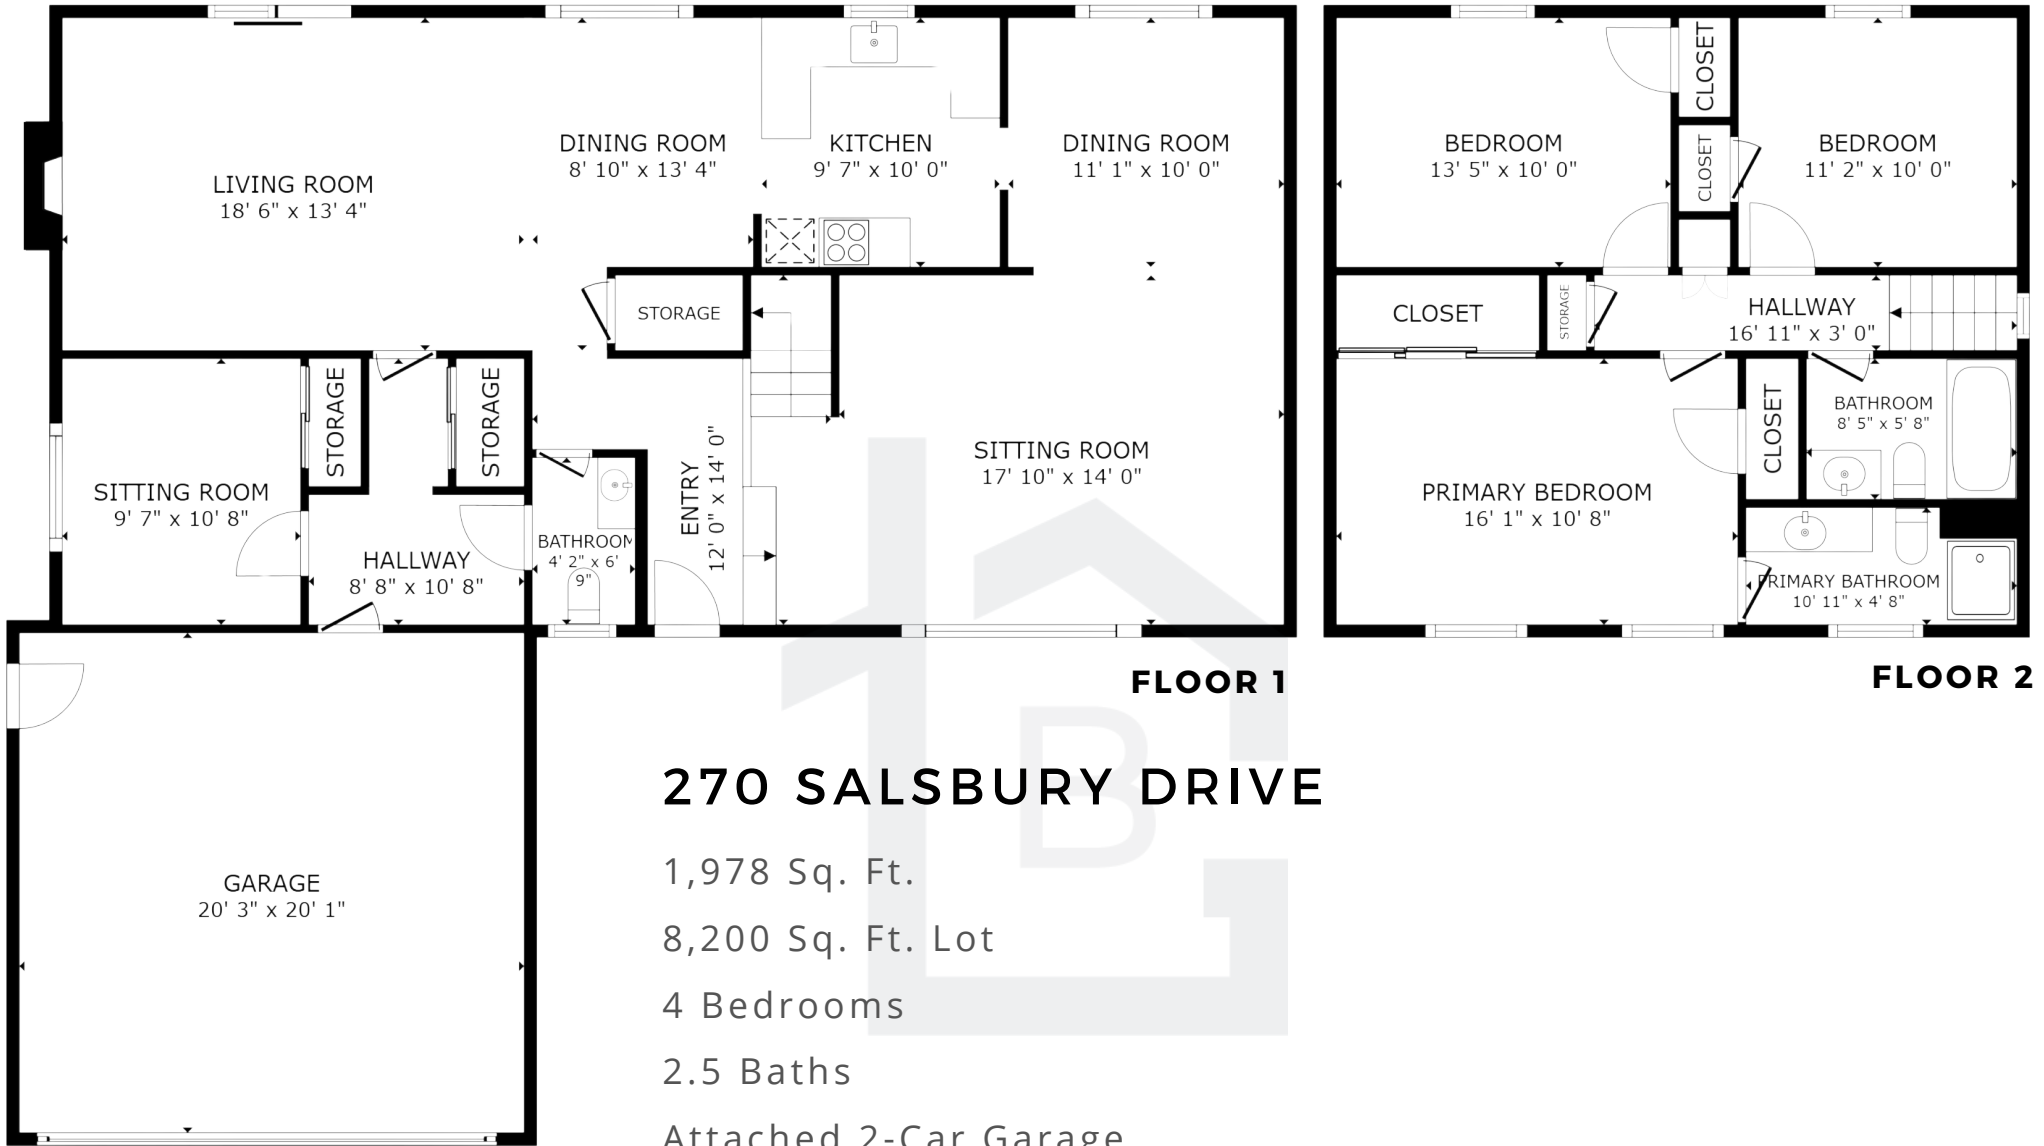 LIVING ROOM
18' 6" x 13' 4"
DINING ROOM
8' 10" x 13' 4"
KITCHEN
9' 7" x 10' 0"
DINING ROOM
11' 1" x 10' 0"
STORAGE
SITTING ROOM
9' 7" x 10' 8"
STORAGE
STORAGE
HALLWAY
8' 8" x 10' 8"
BATHROOM
4' 2" x 6'
9"
ENTRY
12' 0" x 14' 0"
SITTING ROOM
17' 10" x 14' 0"
GARAGE
20' 3" x 20' 1"
FLOOR 1
BEDROOM
13' 5" x 10' 0"
CLOSET
CLOSET
BEDROOM
11' 2" x 10' 0"
CLOSET
STORAGE
HALLWAY
16' 11" x 3' 0"
PRIMARY BEDROOM
16' 1" x 10' 8"
CLOSET
BATHROOM
8' 5" x 5' 8"
PRIMARY BATHROOM
10' 11" x 4' 8"
FLOOR 2
B
270 SALSBURY DRIVE
1,978 Sq. Ft.
8,200 Sq. Ft. Lot
4 Bedrooms
2.5 Baths
Attached 2-Car Garage